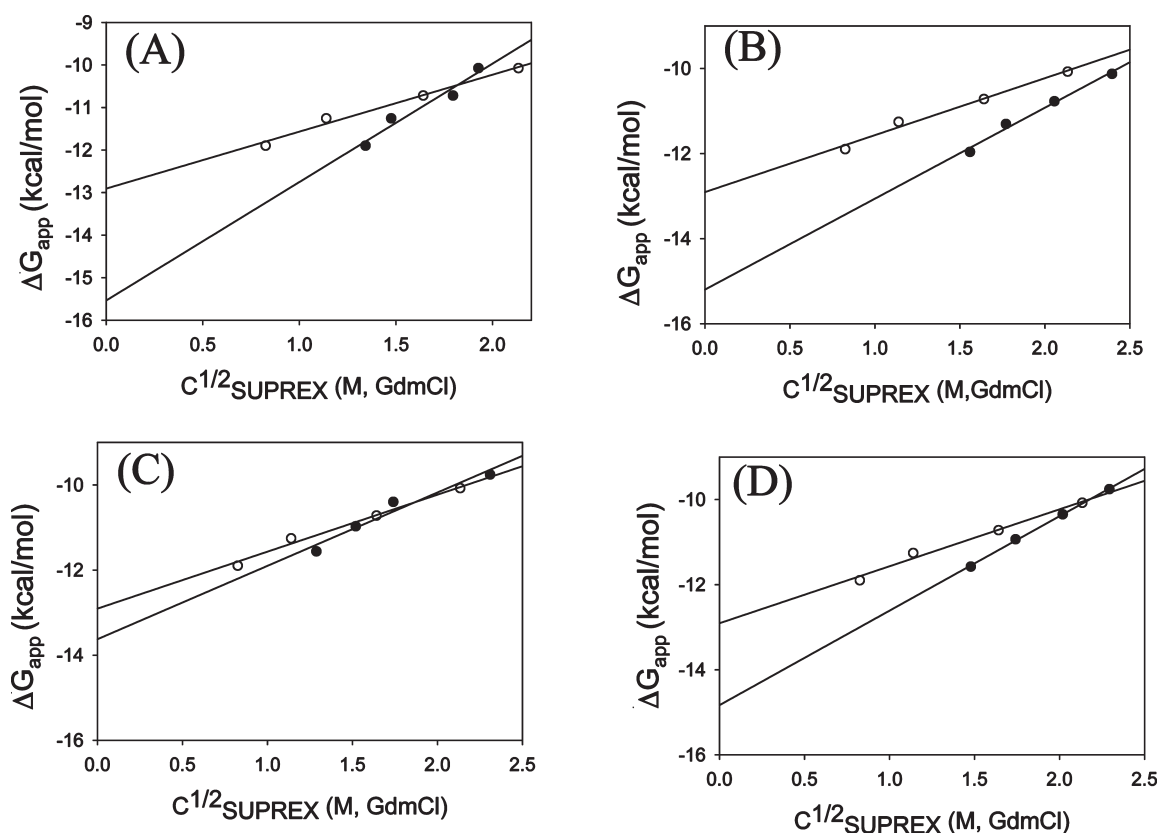 (A)
ΔGapp (kcal/mol)
-9
-10
-11
-12
-13
-14
-15
-16
0.0 0.5 1.0 1.5 2.0
C1/2SUPREX (M, GdmCl)
(B)
ΔGapp (kcal/mol)
-10
-12
-14
-16
0.0 0.5 1.0 1.5 2.0 2.5
C1/2SUPREX (M,GdmCl)
(C)
ΔGapp (kcal/mol)
-10
-12
-14
-16
0.0 0.5 1.0 1.5 2.0 2.5
C1/2SUPREX (M, GdmCl)
(D)
ΔGapp (kcal/mol)
-10
-12
-14
-16
0.0 0.5 1.0 1.5 2.0 2.5
C1/2SUPREX (M, GdmCl)